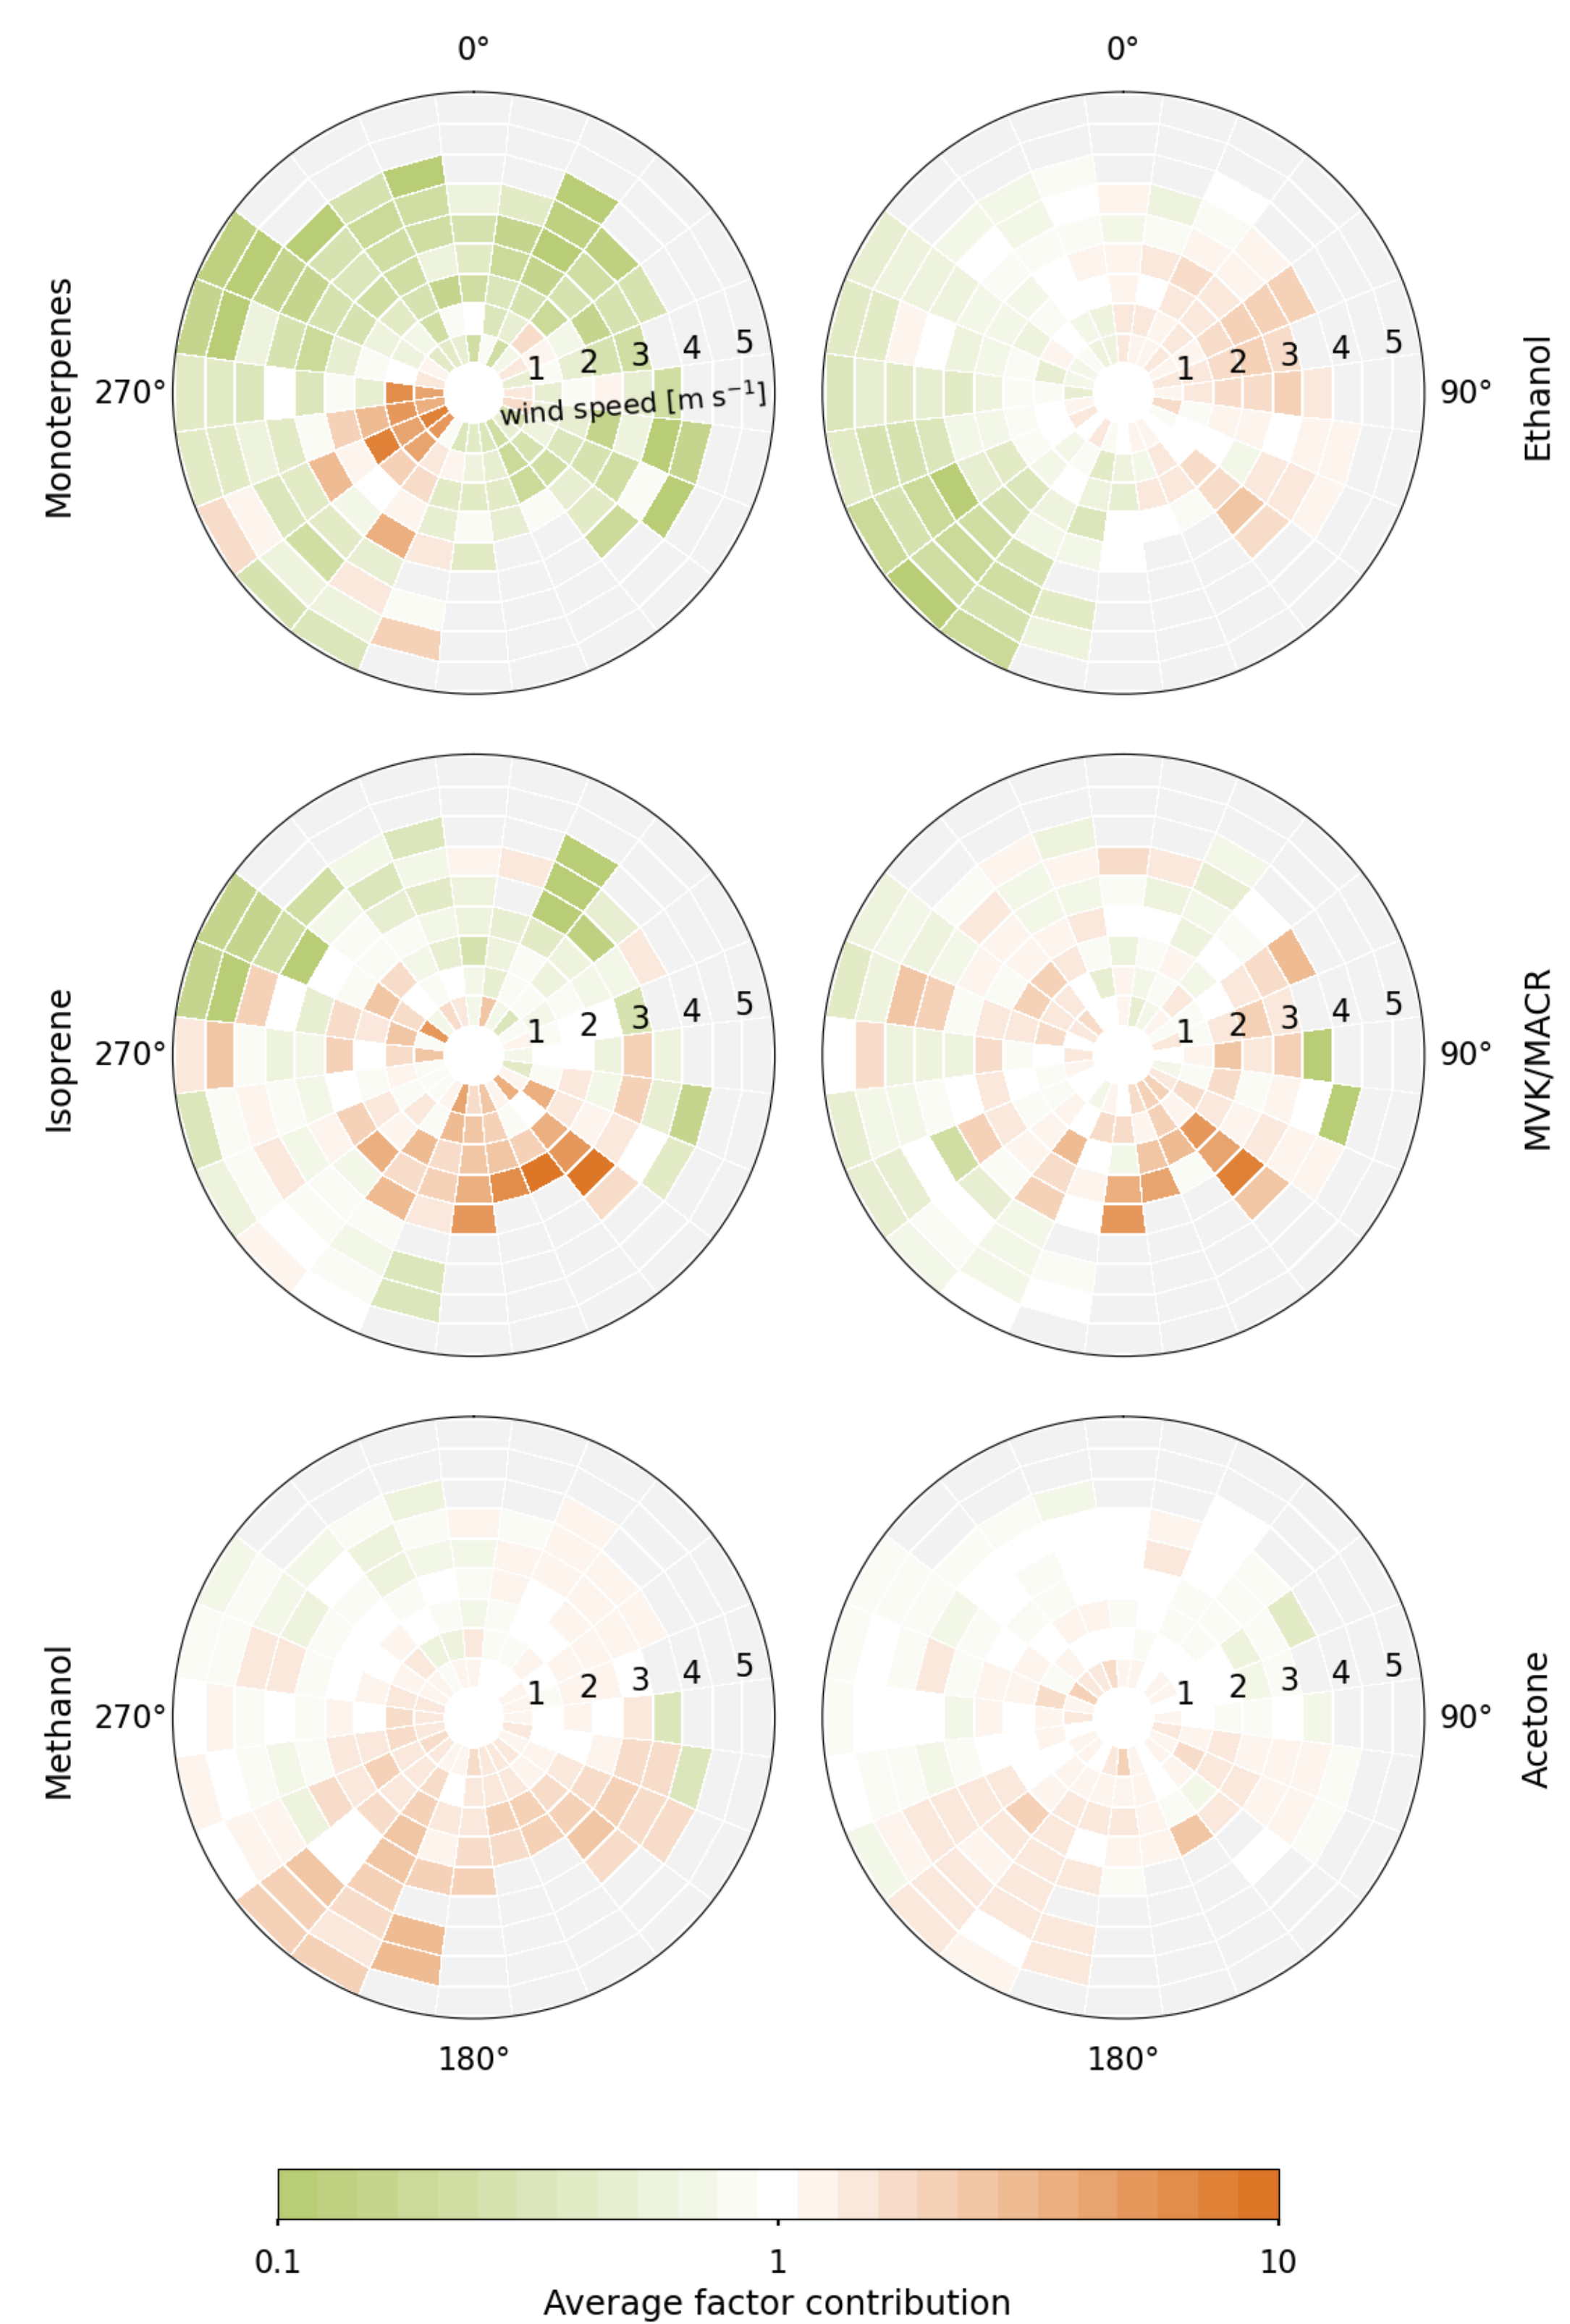 0° 0°
Monoterpenes
270°
1 2 3 4 5
wind speed [m s⁻¹]
1 2 3 4 5
90°
Ethanol
Isoprene
270°
1 2 3 4 5
1 2 3 4 5
90°
MVK/MACR
Methanol
270°
1 2 3 4 5
1 2 3 4 5
90°
Acetone
180° 180°
0.1 1 10
Average factor contribution